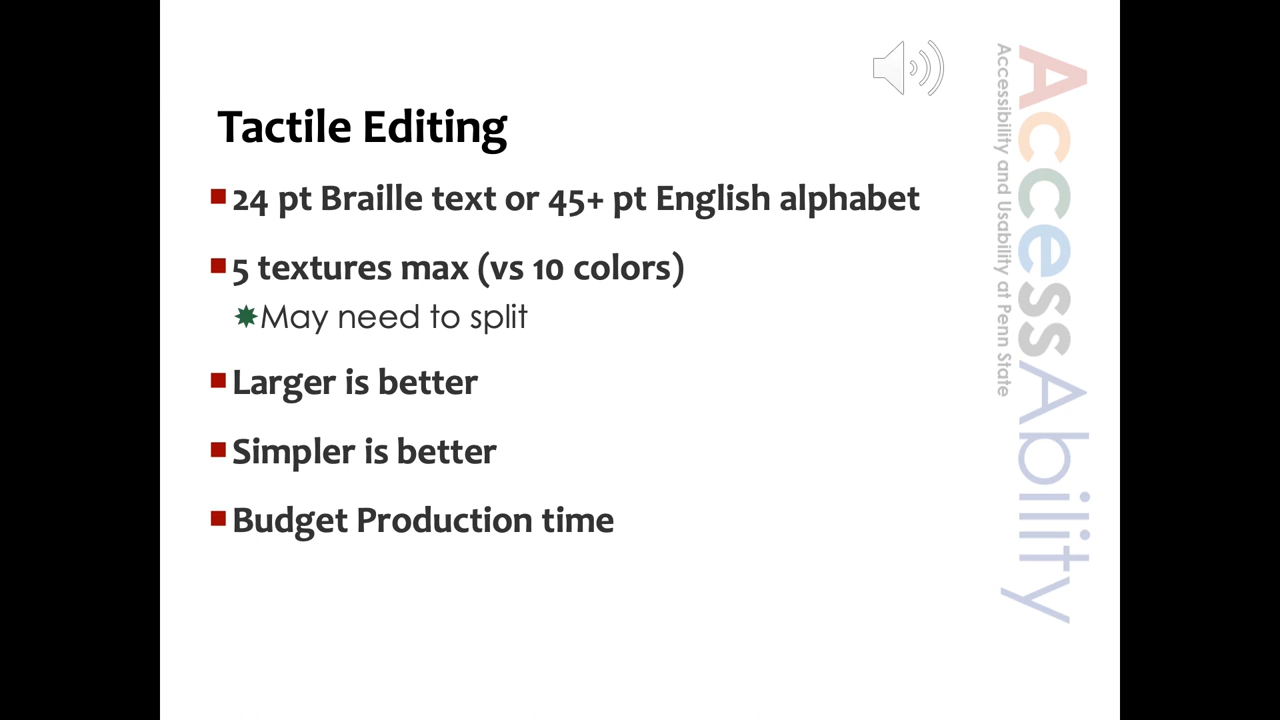 Tactile Editing
24 pt Braille text or 45+ pt English alphabet
5 textures max (vs 10 colors)
May need to split
Larger is better
Simpler is better
Budget Production time
AccessAbility
Accessibility and Usability at Penn State